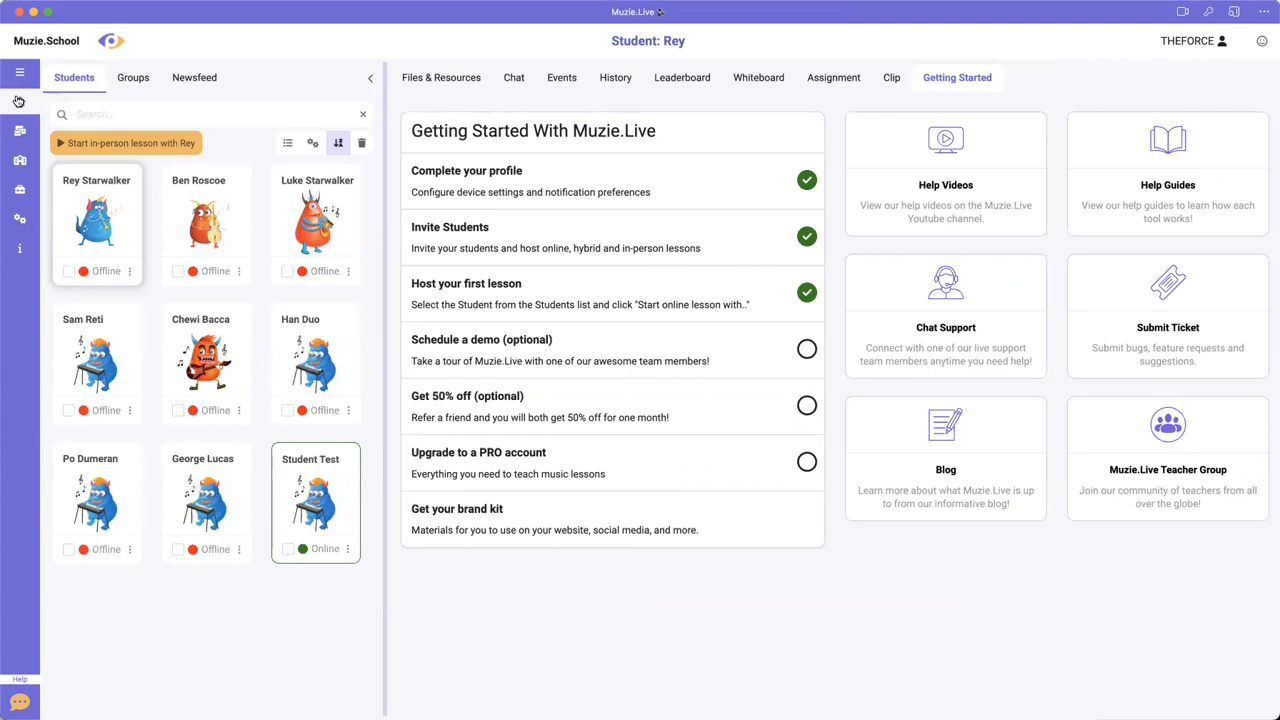 Muzie.Live
Muzie.School
Student: Rey
THEFORCE
Students
Groups
Newsfeed
Files & Resources
Chat
Events
History
Leaderboard
Whiteboard
Assignment
Clip
Getting Started
Search...
Start in-person lesson with Rey
Rey Starwalker
Offline
Ben Roscoe
Offline
Luke Starwalker
Offline
Sam Reti
Offline
Chewi Bacca
Offline
Han Duo
Offline
Po Dumeran
Offline
George Lucas
Offline
Student Test
Online
Getting Started With Muzie.Live
Complete your profile
Configure device settings and notification preferences
Invite Students
Invite your students and host online, hybrid and in-person lessons
Host your first lesson
Select the Student from the Students list and click "Start online lesson with.."
Schedule a demo (optional)
Take a tour of Muzie.Live with one of our awesome team members!
Get 50% off (optional)
Refer a friend and you will both get 50% off for one month!
Upgrade to a PRO account
Everything you need to teach music lessons
Get your brand kit
Materials for you to use on your website, social media, and more.
Help Videos
View our help videos on the Muzie.Live
Youtube channel.
Help Guides
View our help guides to learn how each
tool works!
Chat Support
Connect with one of our live support
team members anytime you need help!
Submit Ticket
Submit bugs, feature requests and
suggestions.
Blog
Learn more about what Muzie.Live is up
to from our informative blog!
Muzie.Live Teacher Group
Join our community of teachers from all
over the globe!
Help